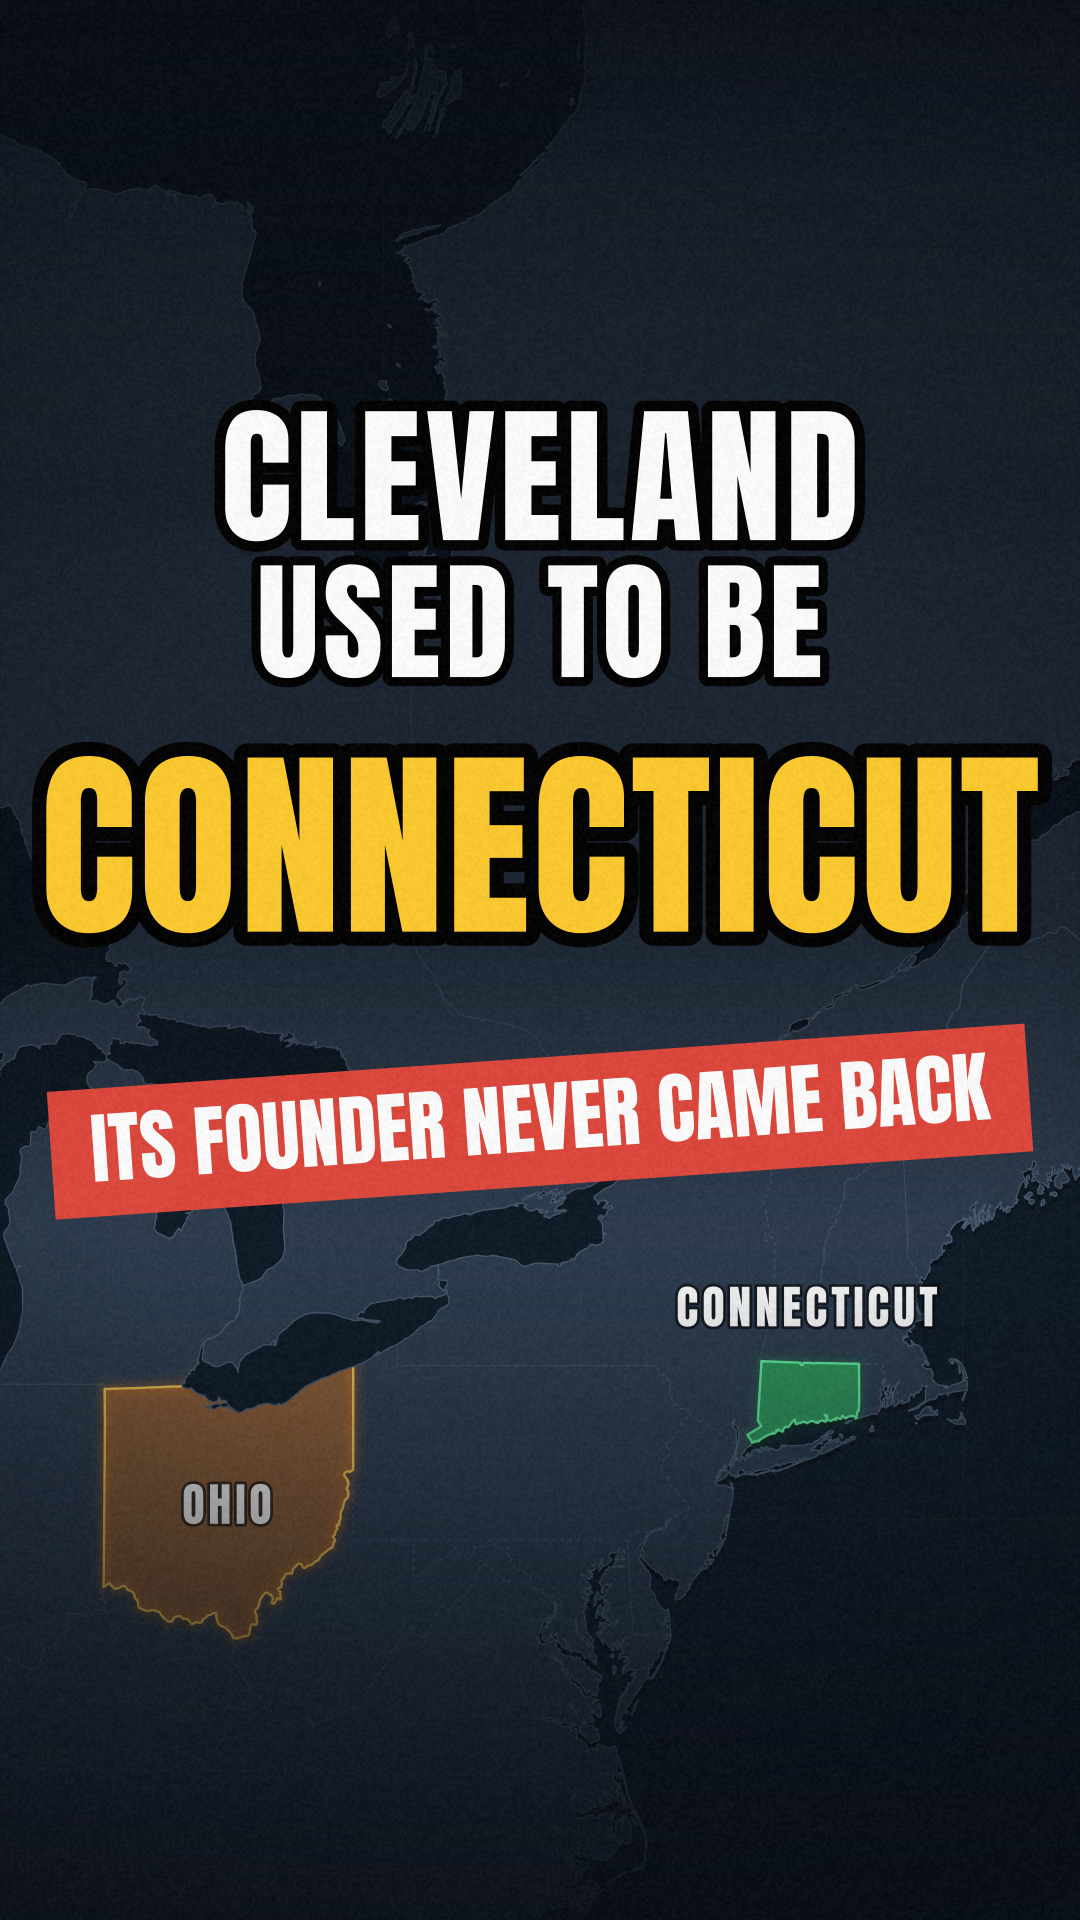 CLEVELAND
USED TO BE
CONNECTICUT
ITS FOUNDER NEVER CAME BACK
CONNECTICUT
OHIO